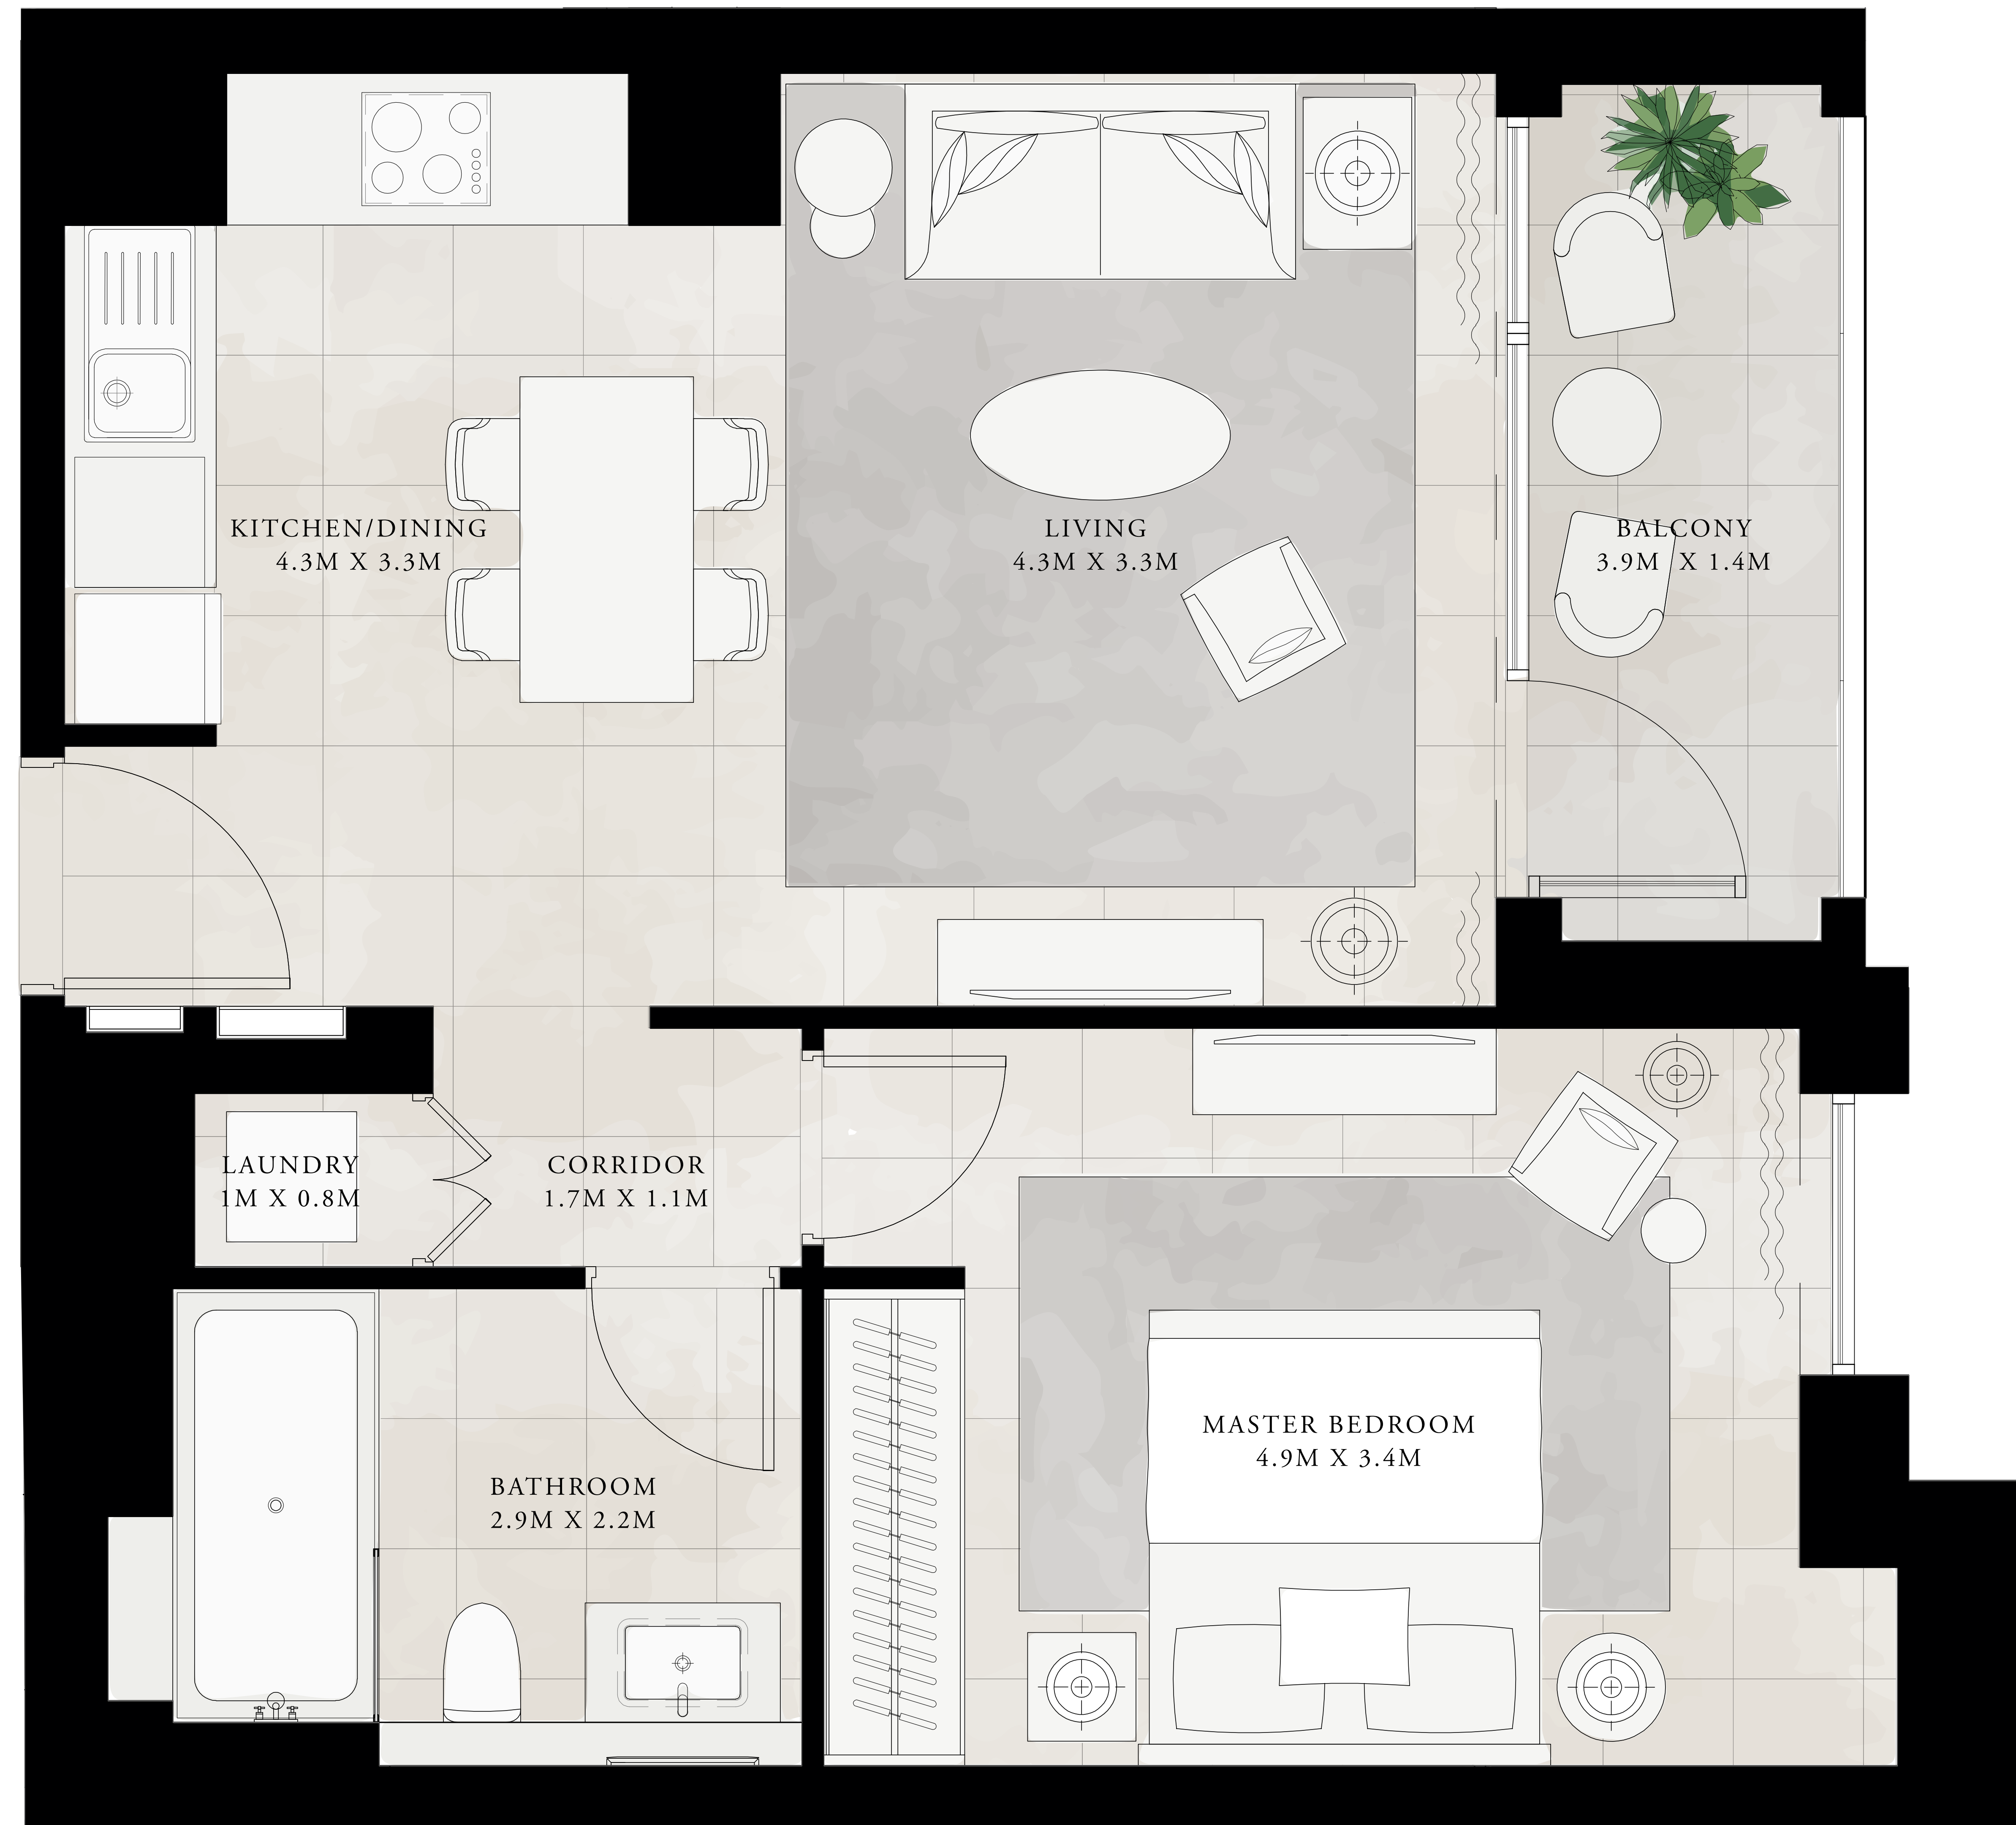 KITCHEN/DINING
4.3M X 3.3M
LIVING
4.3M X 3.3M
BALCONY
3.9M X 1.4M
LAUNDRY
1M X 0.8M
CORRIDOR
1.7M X 1.1M
MASTER BEDROOM
4.9M X 3.4M
BATHROOM
2.9M X 2.2M